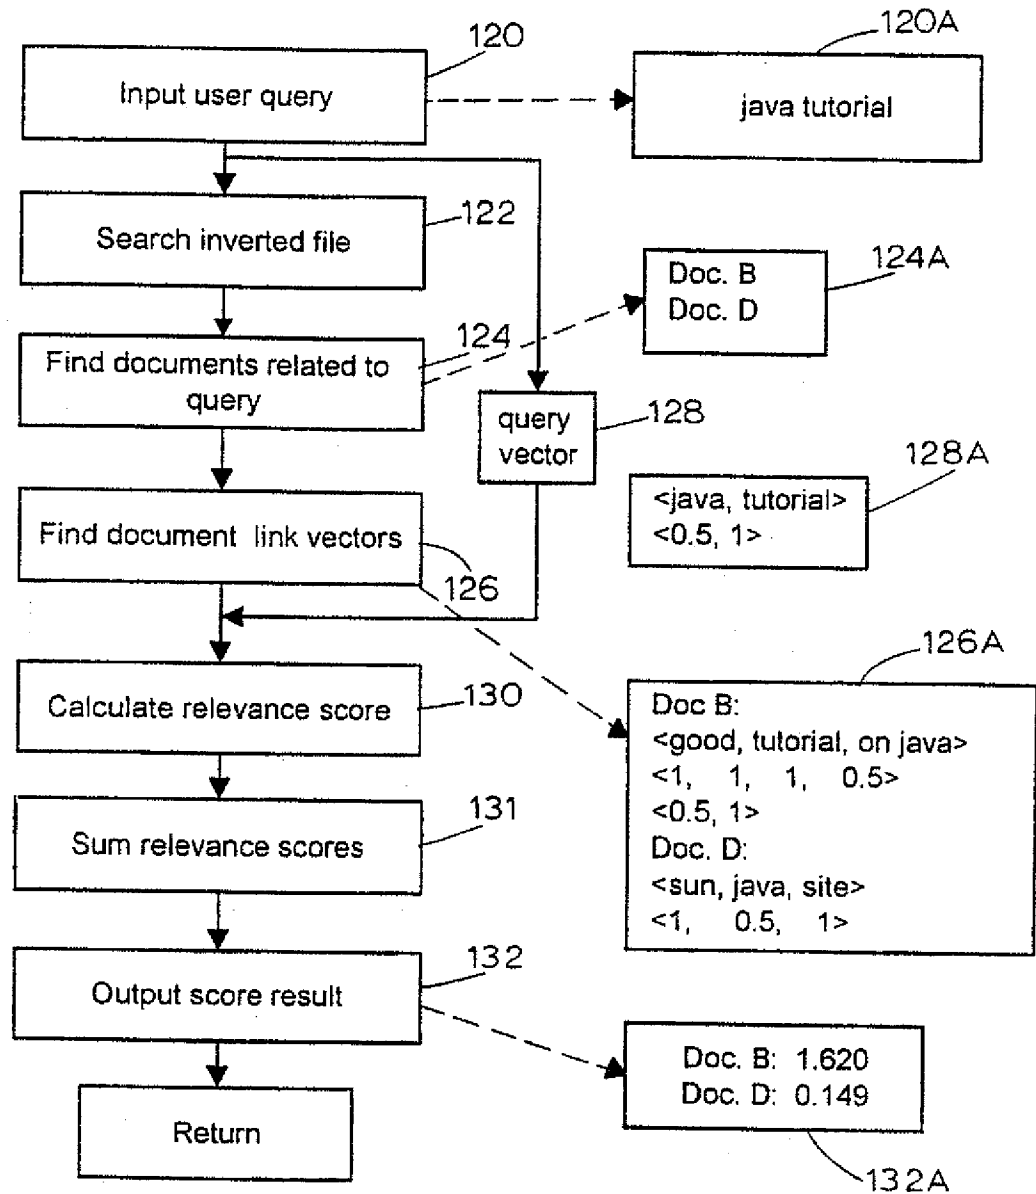 120
Input user query
120A
java tutorial
122
Search inverted file
124A
Doc. B
Doc. D
124
Find documents related to
query
128
query
vector
128A
<java, tutorial>
<0.5, 1>
Find document link vectors
126
126A
Doc B:
<good, tutorial, on java>
<1, 1, 1, 0.5>
<0.5, 1>
Doc. D:
<sun, java, site>
<1, 0.5, 1>
130
Calculate relevance score
131
Sum relevance scores
132
Output score result
Doc. B: 1.620
Doc. D: 0.149
132A
Return